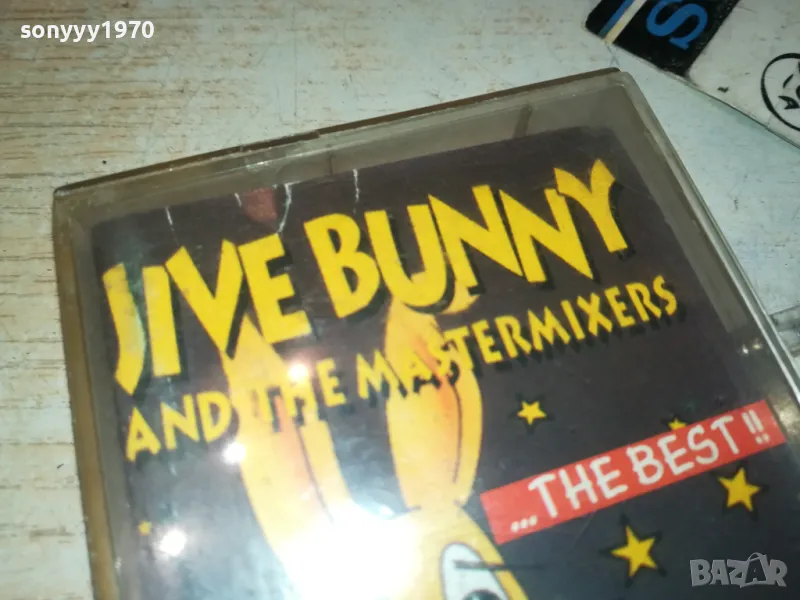 sonyyy1970
S
JIVE BUNNY
AND THE MASTERMIXERS
...THE BEST!!
BAZAR